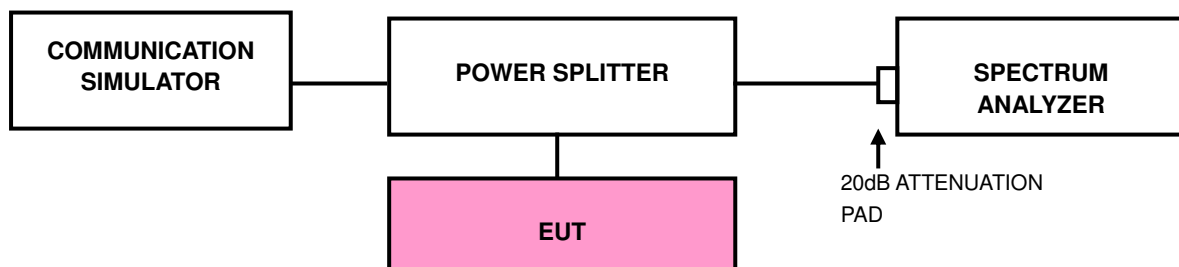 COMMUNICATION
SIMULATOR
POWER SPLITTER
SPECTRUM
ANALYZER
20dB ATTENUATION
PAD
EUT